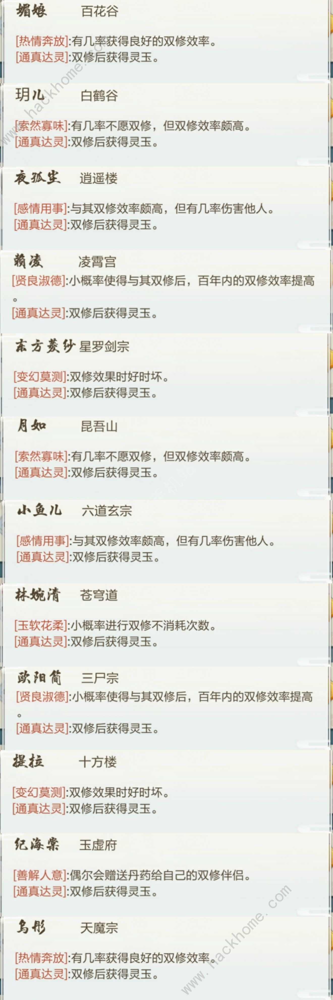 媚娘 百花谷
[热情奔放]:有几率获得良好的双修效率。
[通真达灵]:双修后获得灵玉。
www.hackhome.com
玥儿 白鹤谷
[索然寡味]:有几率不愿双修，但双修效率颇高。
[通真达灵]:双修后获得灵玉。
夜孤尘 逍遥楼
[感情用事]:与其双修效率颇高，但有几率伤害他人。
[通真达灵]:双修后获得灵玉。
赖凌 凌霄宫
[贤良淑德]:小概率使得与其双修后，百年内的双修效率提高
。
[通真达灵]:双修后获得灵玉。
东方菱纱 星罗剑宗
[变幻莫测]:双修效果时好时坏。
[通真达灵]:双修后获得灵玉。
月如 昆吾山
[索然寡味]:有几率不愿双修，但双修效率颇高。
[通真达灵]:双修后获得灵玉。
小鱼儿 六道玄宗
[感情用事]:与其双修效率颇高，但有几率伤害他人。
[通真达灵]:双修后获得灵玉。
林婉清 苍穹道
[玉软花柔]:小概率进行双修不消耗次数。
[通真达灵]:双修后获得灵玉。
欧阳简 三尸宗
[贤良淑德]:小概率使得与其双修后，百年内的双修效率提高
。
[通真达灵]:双修后获得灵玉。
提拉 十方楼
[变幻莫测]:双修效果时好时坏。
[通真达灵]:双修后获得灵玉。
纪海棠 玉虚府
[善解人意]:偶尔会赠送丹药给自己的双修伴侣。
[通真达灵]:双修后获得灵玉。
乌彤 天魔宗
[热情奔放]:有几率获得良好的双修效率。
[通真达灵]:双修后获得灵玉。
www.hackhome.com